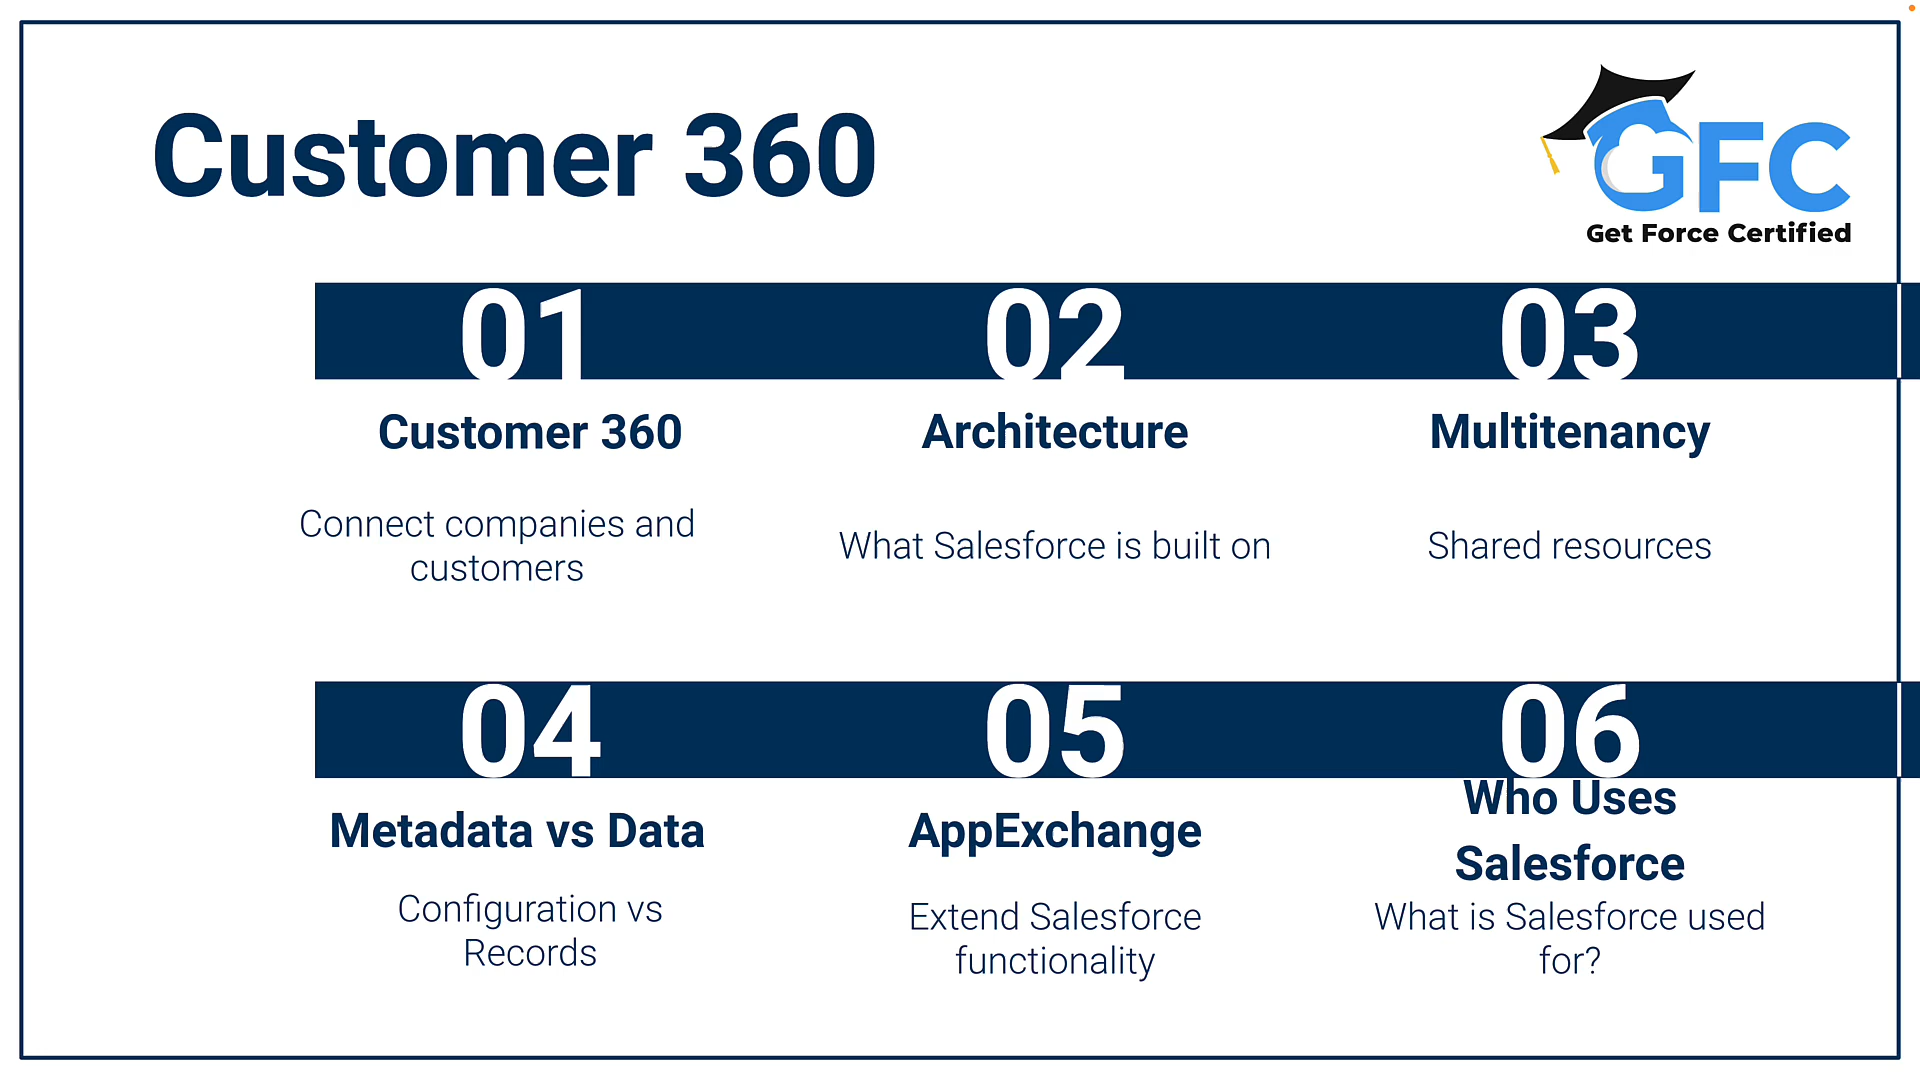 Customer 360
GFC
Get Force Certified
01
02
03
Customer 360
Architecture
Multitenancy
Connect companies and
customers
What Salesforce is built on
Shared resources
04
05
06
Metadata vs Data
AppExchange
Who Uses
Salesforce
Configuration vs
Records
Extend Salesforce
functionality
What is Salesforce used
for?